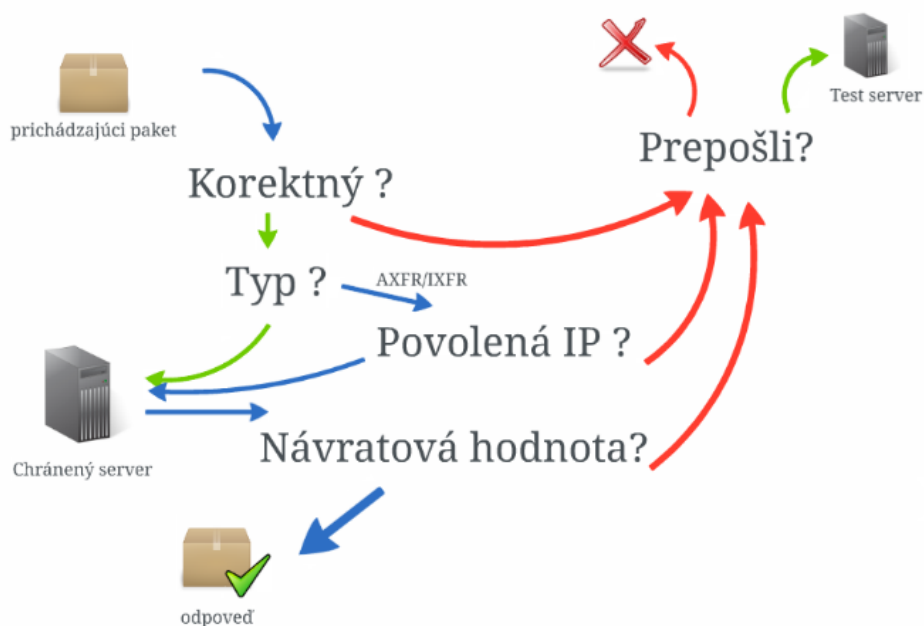 prichádzajúci paket
Test server
Prepošli?
Korektný ?
Typ ?
AXFR/IXFR
Povolená IP ?
Chránený server
Návratová hodnota?
odpoveď